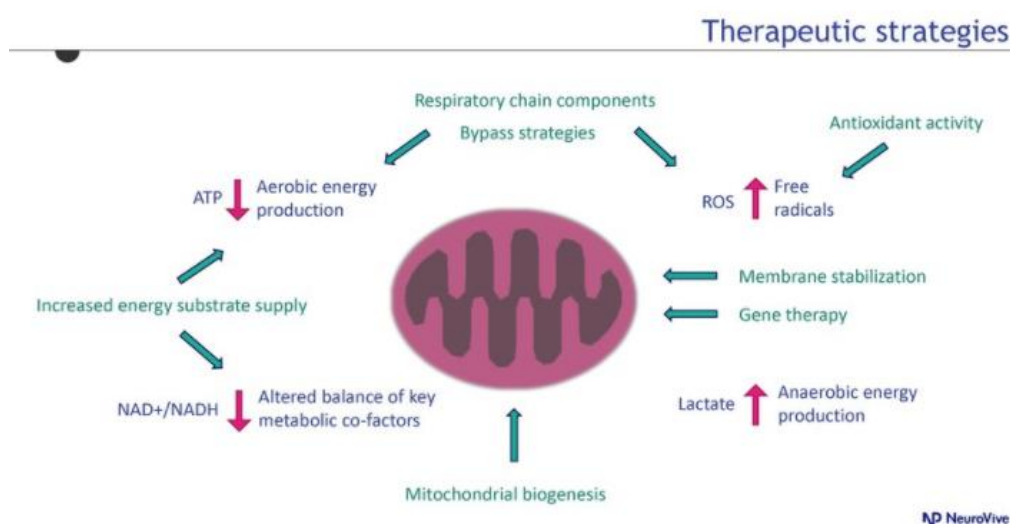 Therapeutic strategies
Respiratory chain components
Bypass strategies
Antioxidant activity
ATP
Aerobic energy
production
ROS
Free
radicals
Increased energy substrate supply
Membrane stabilization
Gene therapy
NAD+/NADH
Altered balance of key
metabolic co-factors
Lactate
Anaerobic energy
production
Mitochondrial biogenesis
NeuroVive